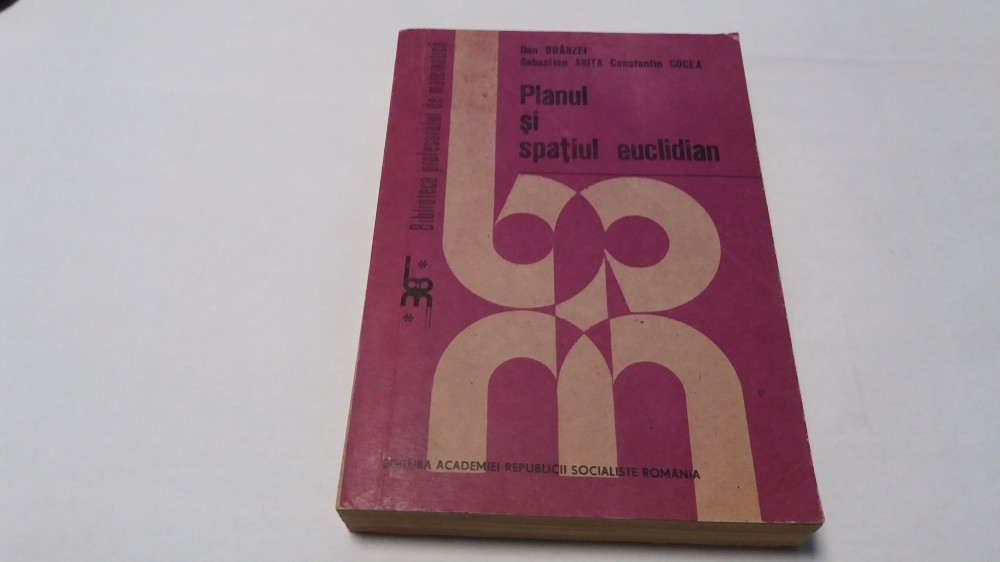 Dan BRÂNZEI
Sebastian ANIȚA Constantin COCEA
Planul
și
spațiul euclidian
Biblioteca profesorului de matematică
*38*
EDITURA ACADEMIEI REPUBLICII SOCIALISTE ROMÂNIA